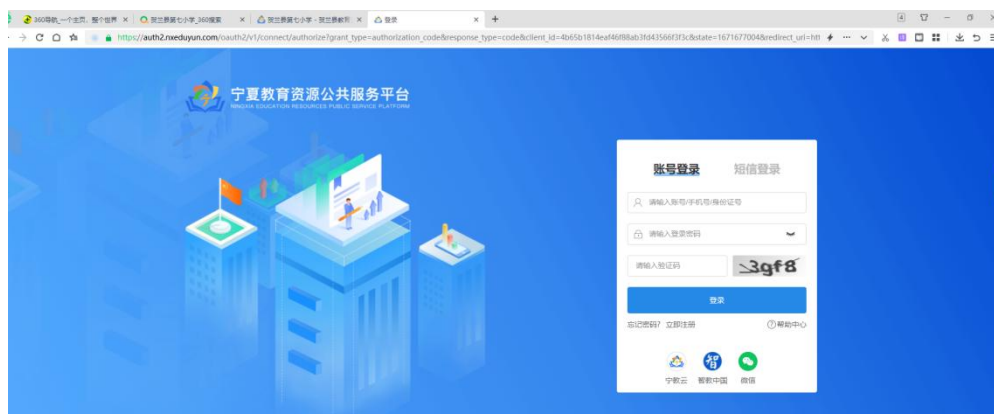 360导航_一个主页,整个世界
贺兰县第七小学_360搜索
贺兰县第七小学 - 贺兰县教育
登录
4
https://auth2.nxeduyun.com/oauth2/v1/connect/authorize?grant_type=authorization_code&response_type=code&client_id=4b65b1814eaf46f88ab3fd43566f3f3c&state=1671677004&redirect_uri=htt
宁夏教育资源公共服务平台
NINGXIA EDUCATION RESOURCES PUBLIC SERVICE PLATFORM
账号登录 短信登录
请输入账号/手机号/身份证号
请输入登录密码
请输入验证码 3gf8
登录
忘记密码? 立即注册 ?帮助中心
智
宁教云 智教中国 微信